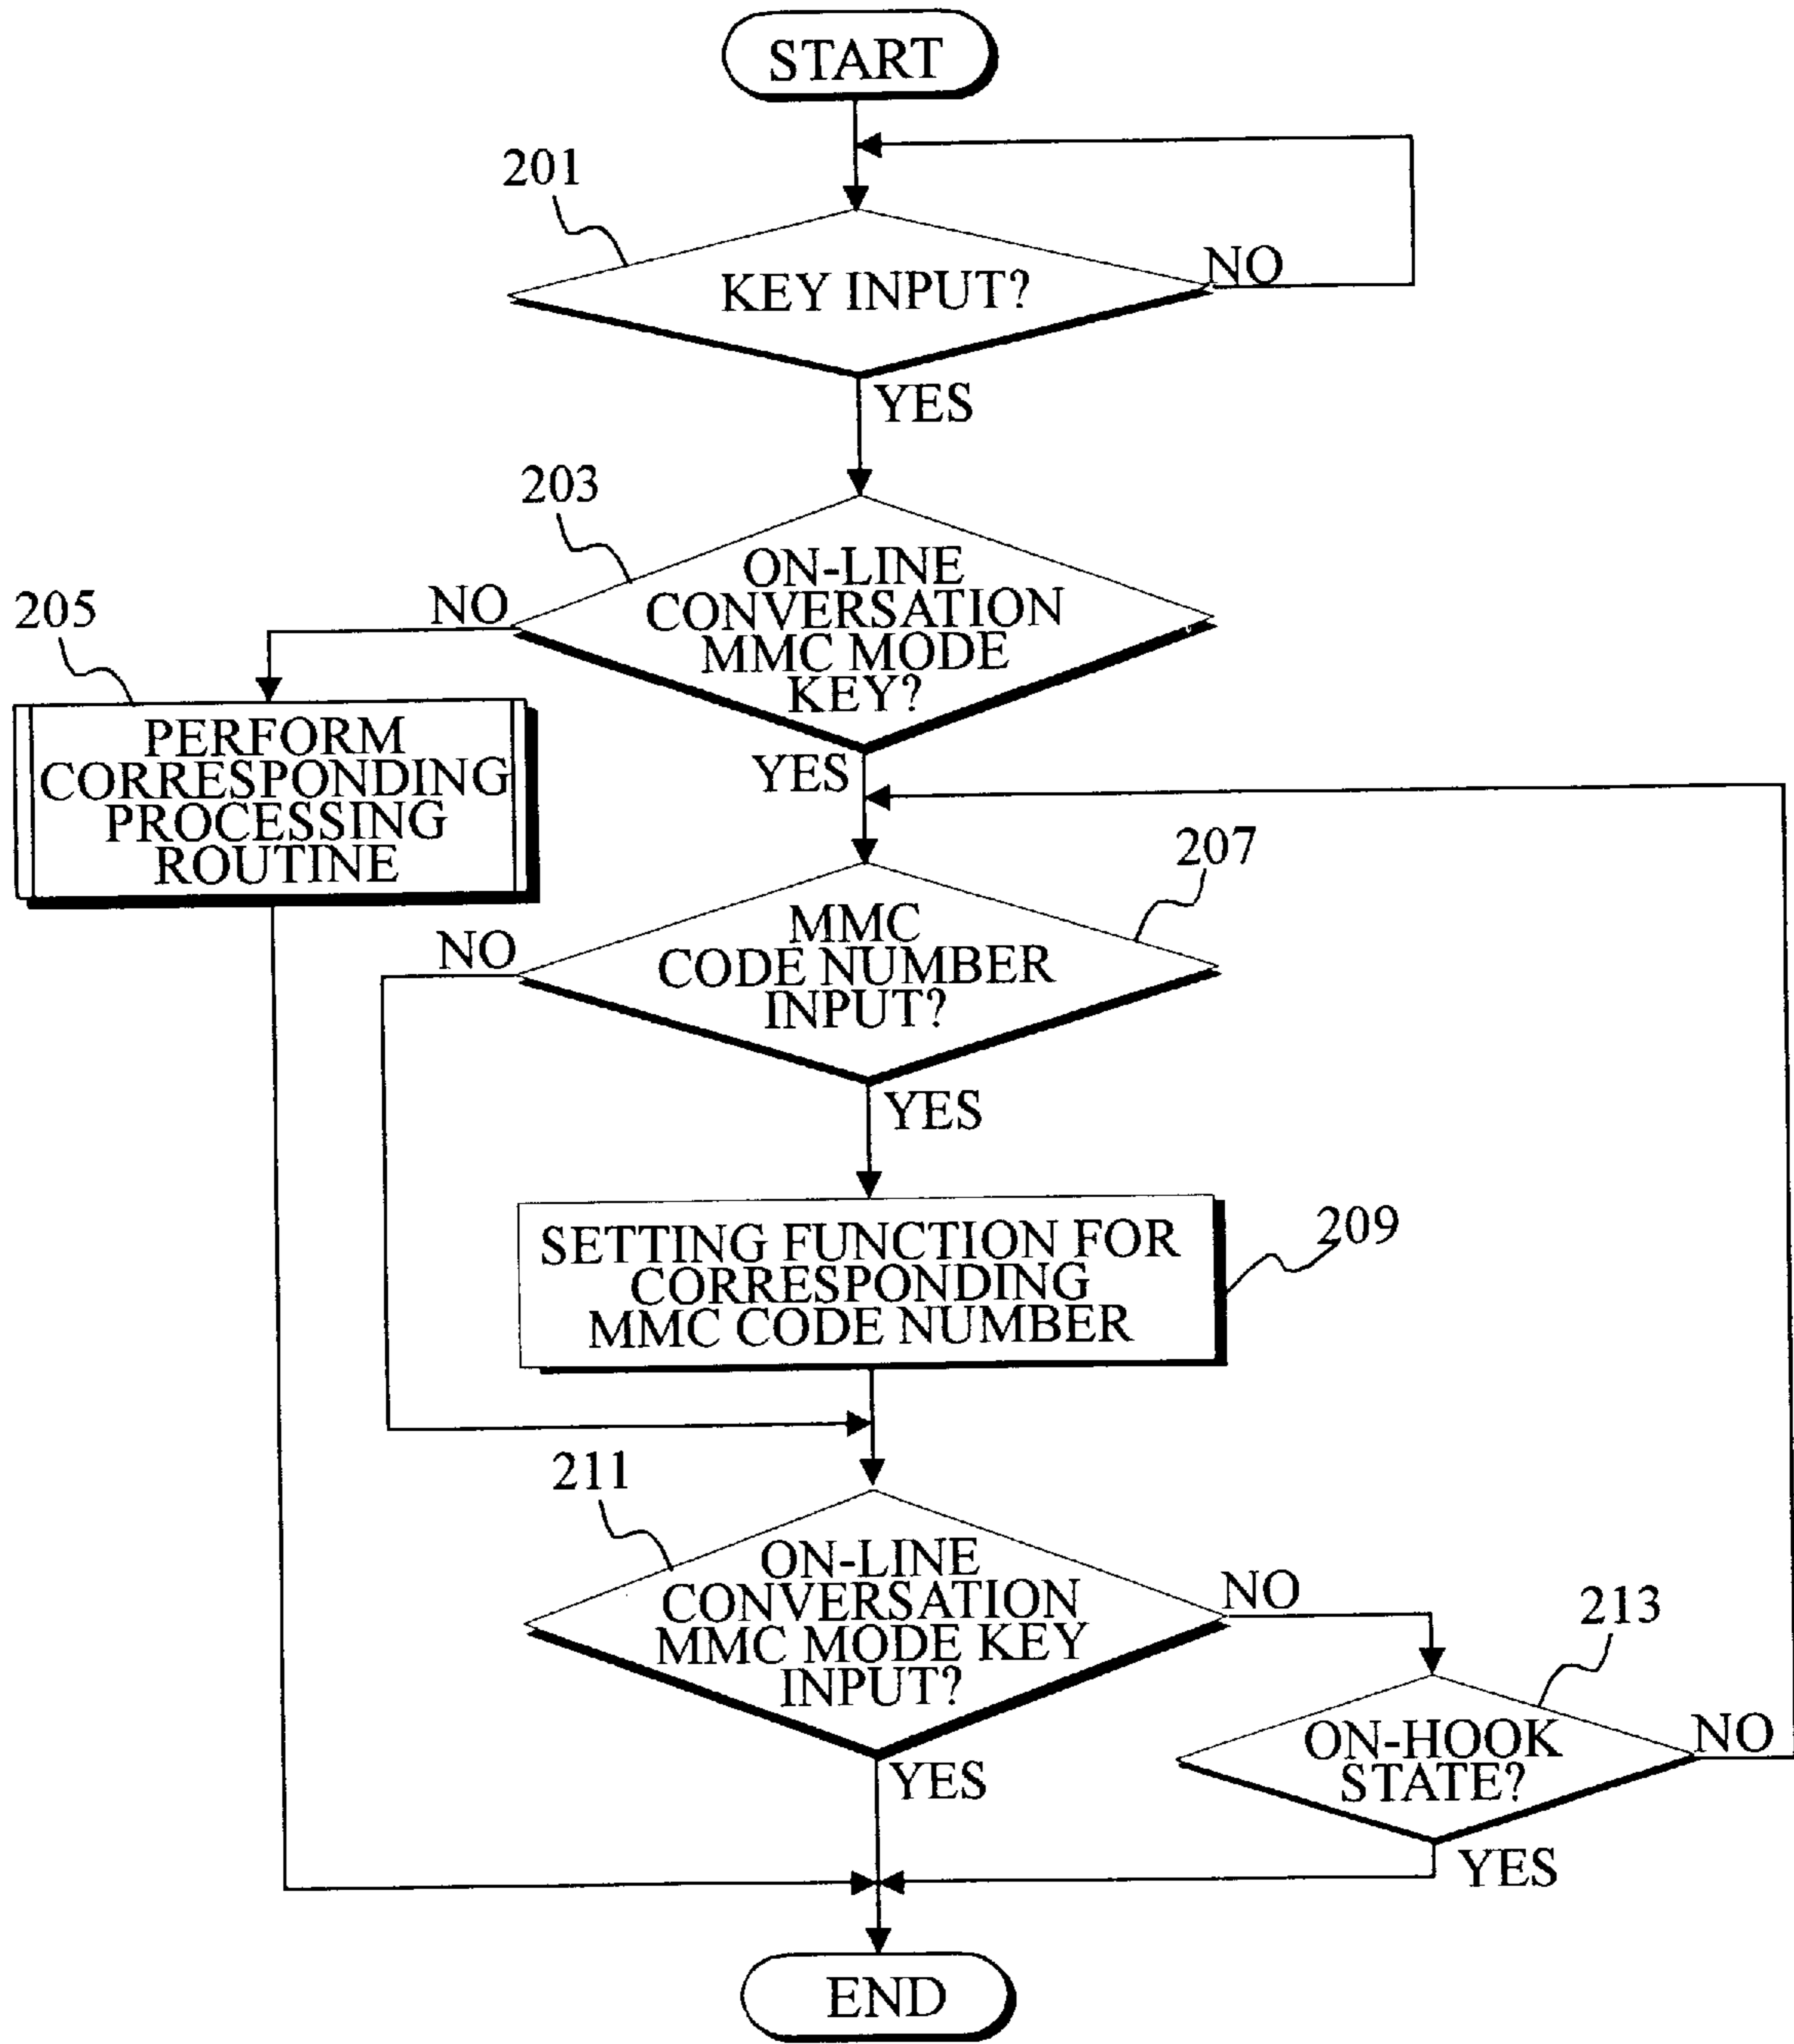 START
201
KEY INPUT?
NO
YES
203
ON-LINE
CONVERSATION
MMC MODE
KEY?
NO
YES
205
PERFORM
CORRESPONDING
PROCESSING
ROUTINE
207
MMC
CODE NUMBER
INPUT?
NO
YES
209
SETTING FUNCTION FOR
CORRESPONDING
MMC CODE NUMBER
211
ON-LINE
CONVERSATION
MMC MODE KEY
INPUT?
NO
YES
213
ON-HOOK
STATE?
NO
YES
END